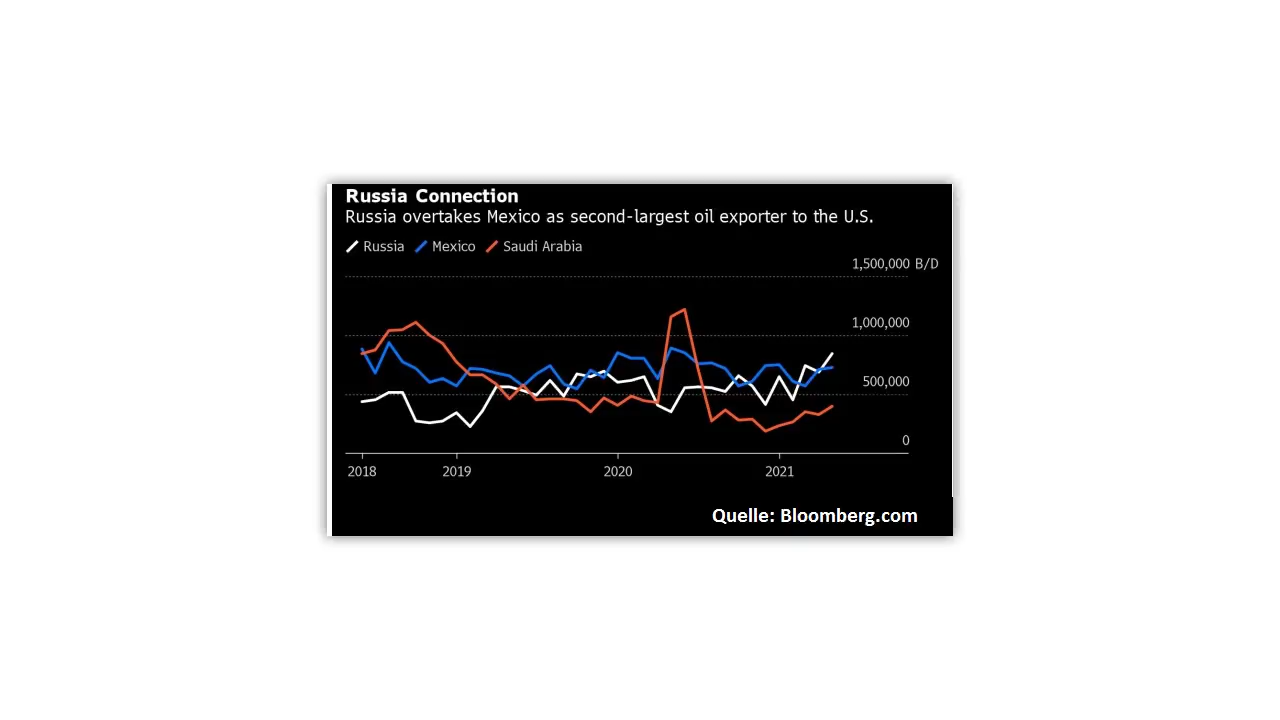 Russia Connection
Russia overtakes Mexico as second-largest oil exporter to the U.S.
Russia Mexico Saudi Arabia
1,500,000 B/D
1,000,000
500,000
0
2018 2019 2020 2021
Quelle: Bloomberg.com